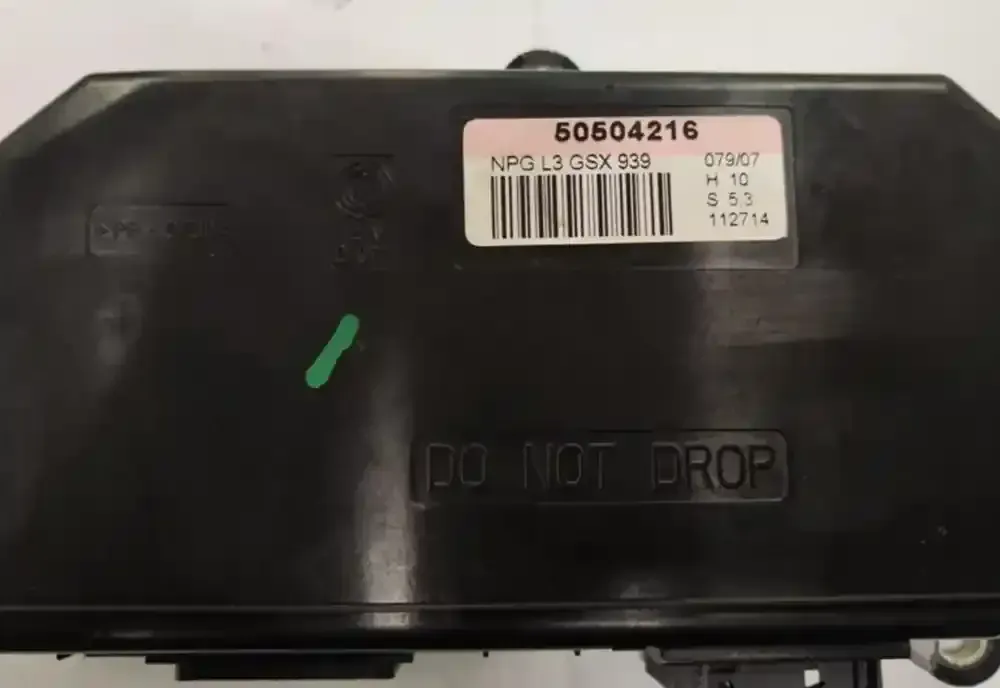 50504216
NPG L3 GSX 939
079/07
H 10
S 5.3
112714
DO NOT DROP